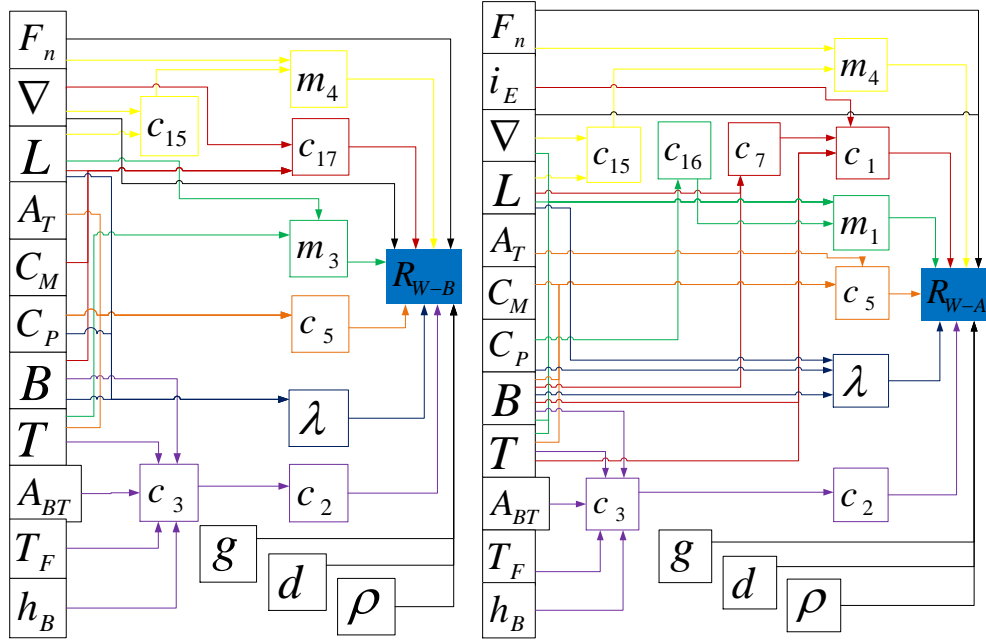 F_n
∇
L
A_T
C_M
C_P
B
T
A_BT
T_F
h_B
c_15
m_4
c_17
m_3
R_W-B
c_5
λ
c_3
c_2
g
d
ρ
F_n
i_E
∇
L
A_T
C_M
C_P
B
T
A_BT
T_F
h_B
m_4
c_15
c_16
c_7
c_1
m_1
c_5
R_W-A
λ
c_3
c_2
g
d
ρ